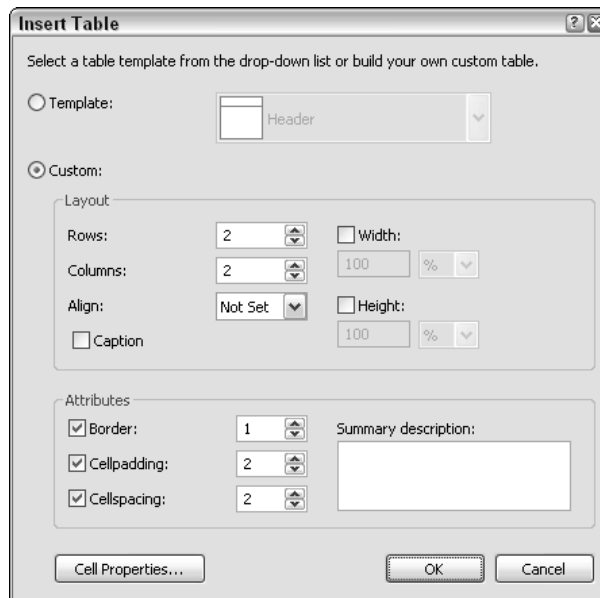 Insert Table
Select a table template from the drop-down list or build your own custom table.
Template:
Header
Custom:
Layout
Rows: 2
Width:
100 %
Columns: 2
Align: Not Set
Height:
100 %
Caption
Attributes
Border: 1
Summary description:
Cellpadding: 2
Cellspacing: 2
Cell Properties... OK Cancel